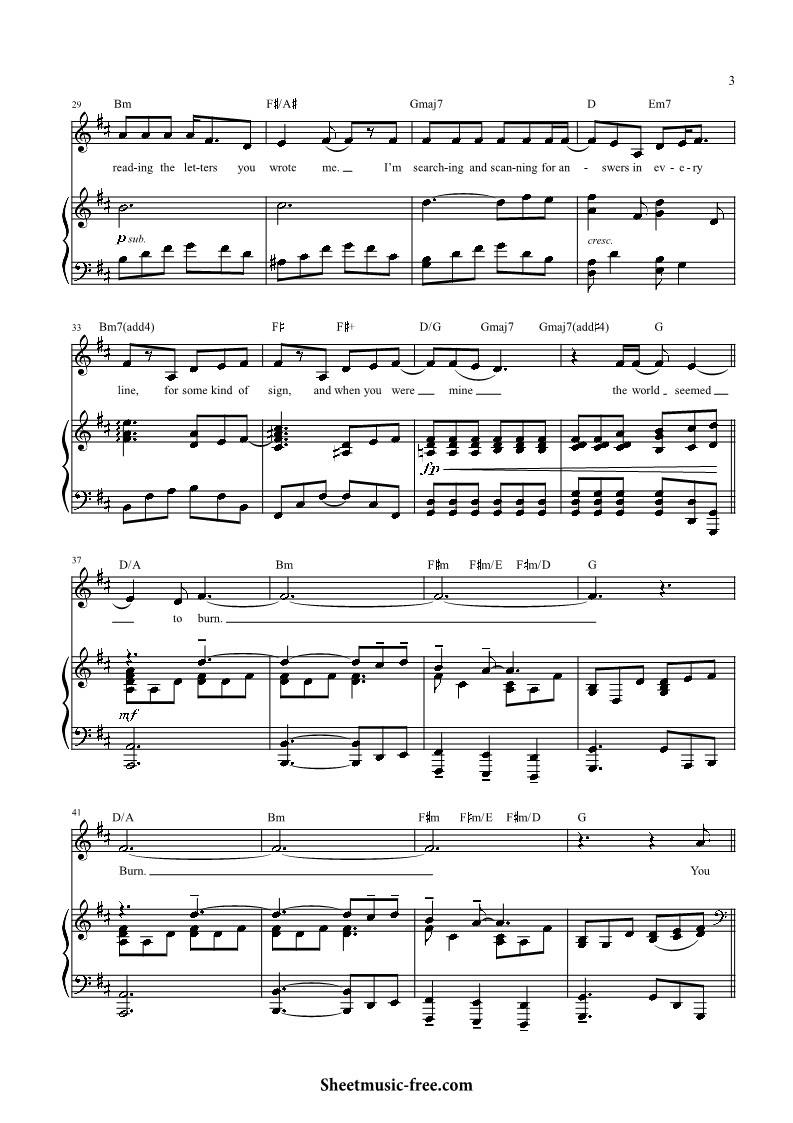 3
29 Bm F♯/A♯ Gmaj7 D Em7
read-ing the let-ters you wrote me. I'm search-ing and scan-ning for an - swers in ev - e - ry
p sub. cresc.
33 Bm7(add4) F♯ F♯+ D/G Gmaj7 Gmaj7(add♯4) G
line, for some kind of sign, and when you were mine the world seemed
fp
37 D/A Bm F♯m F♯m/E F♯m/D G
to burn.
mf
41 D/A Bm F♯m F♯m/E F♯m/D G
Burn. You
Sheetmusic-free.com